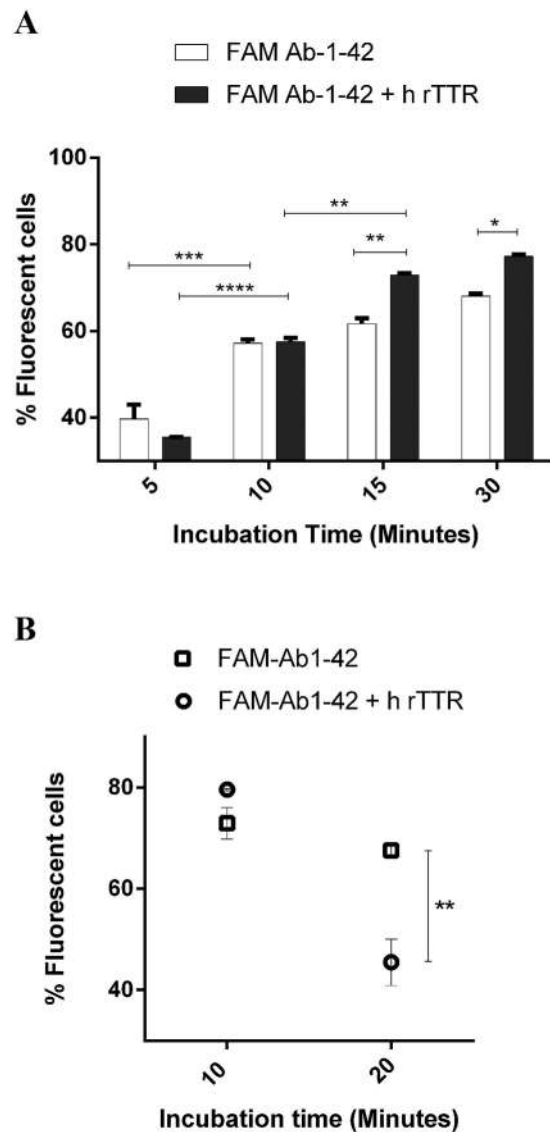 A
FAM Ab-1-42
FAM Ab-1-42 + h rTTR
% Fluorescent cells
100
80
60
40
**
**
*
***
****
5
10
15
30
Incubation Time (Minutes)
B
FAM-Ab1-42
FAM-Ab1-42 + h rTTR
% Fluorescent cells
80
60
40
**
10
20
Incubation time (Minutes)